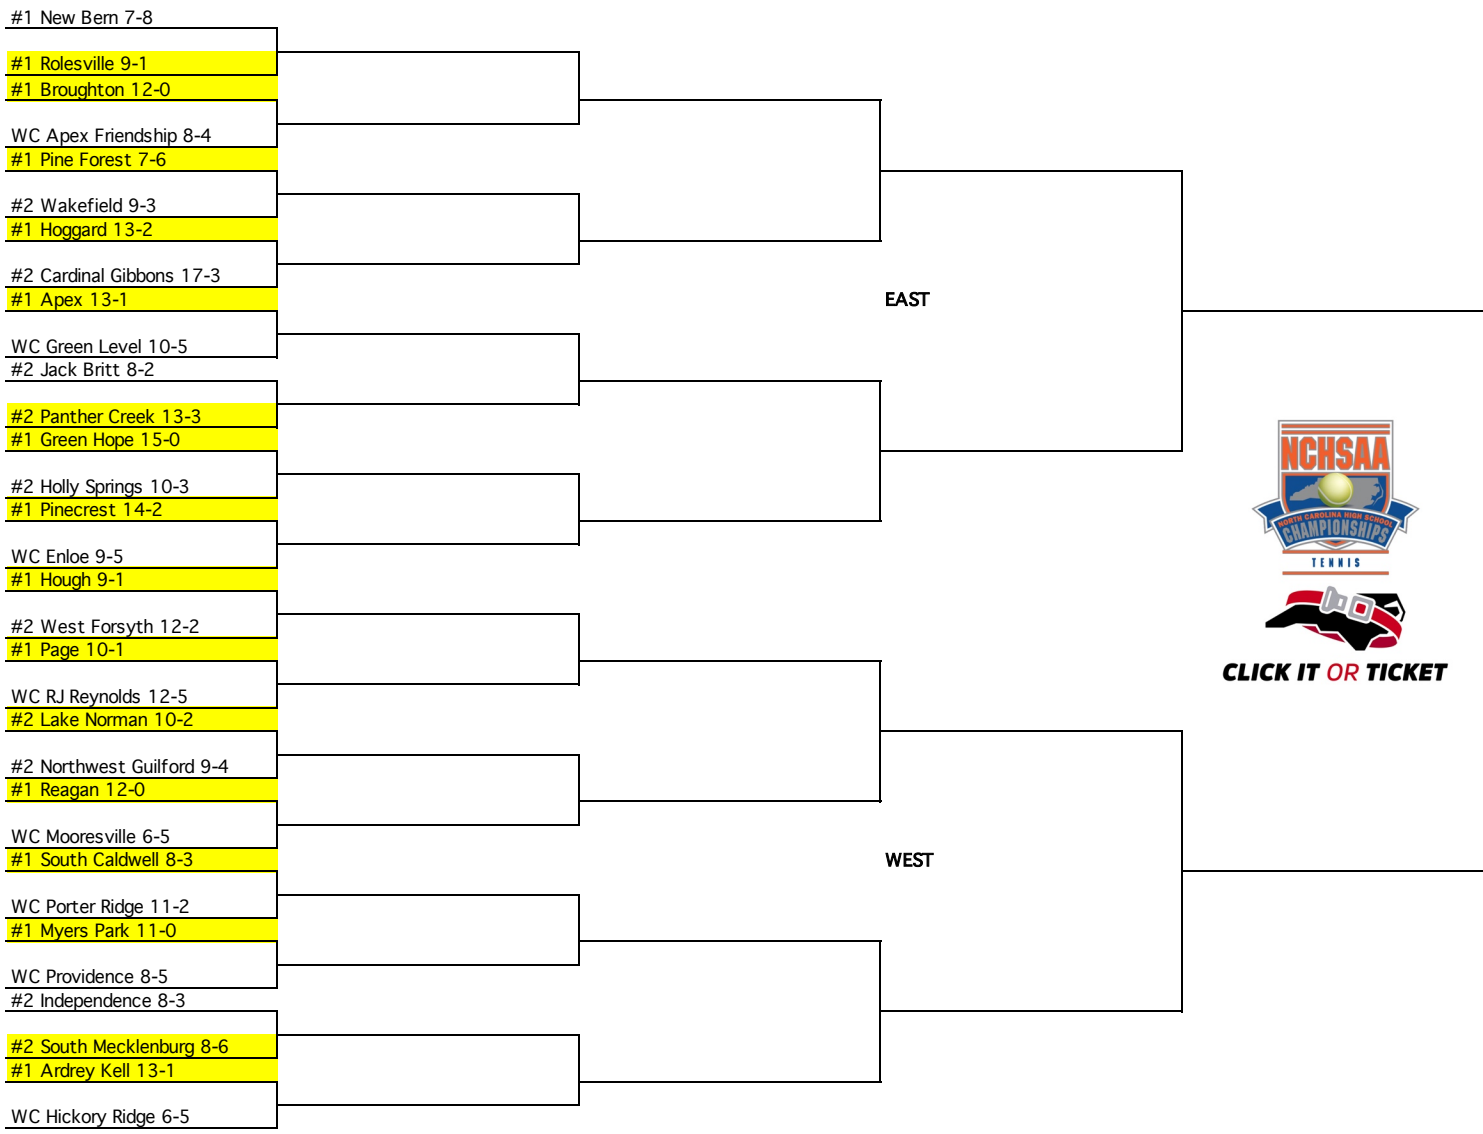 #1 New Bern 7-8
#1 Rolesville 9-1
#1 Broughton 12-0
WC Apex Friendship 8-4
#1 Pine Forest 7-6
#2 Wakefield 9-3
#1 Hoggard 13-2
#2 Cardinal Gibbons 17-3
#1 Apex 13-1
EAST
WC Green Level 10-5
#2 Jack Britt 8-2
#2 Panther Creek 13-3
#1 Green Hope 15-0
#2 Holly Springs 10-3
#1 Pinecrest 14-2
WC Enloe 9-5
#1 Hough 9-1
NCHSAA
NORTH CAROLINA HIGH SCHOOL
CHAMPIONSHIPS
TENNIS
#2 West Forsyth 12-2
#1 Page 10-1
CLICK IT OR TICKET
WC RJ Reynolds 12-5
#2 Lake Norman 10-2
#2 Northwest Guilford 9-4
#1 Reagan 12-0
WC Mooresville 6-5
#1 South Caldwell 8-3
WEST
WC Porter Ridge 11-2
#1 Myers Park 11-0
WC Providence 8-5
#2 Independence 8-3
#2 South Mecklenburg 8-6
#1 Ardrey Kell 13-1
WC Hickory Ridge 6-5